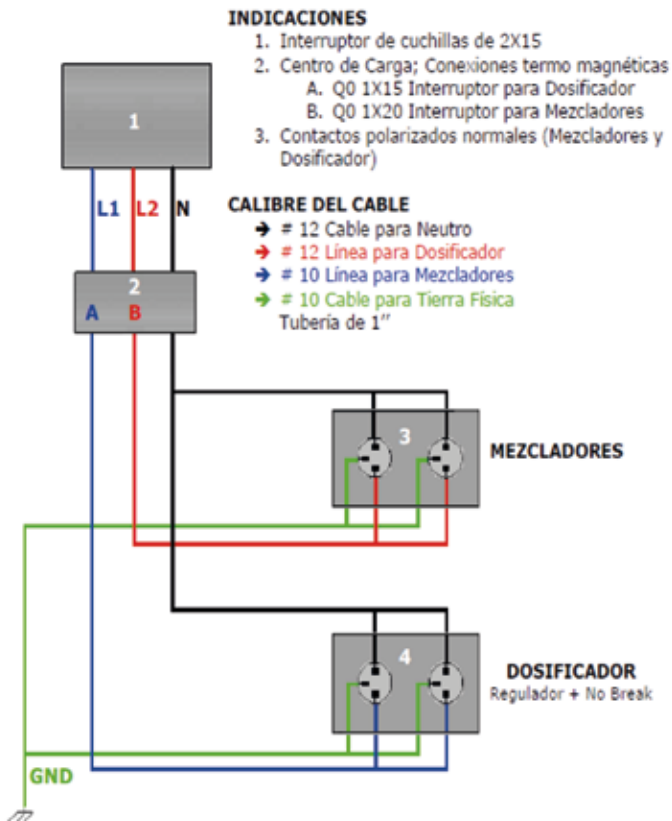 INDICACIONES
1. Interruptor de cuchillas de 2X15
2. Centro de Carga; Conexiones termo magnéticas
A. Q0 1X15 Interruptor para Dosificador
B. Q0 1X20 Interruptor para Mezcladores
3. Contactos polarizados normales (Mezcladores y
Dosificador)
1
L1 L2 N
CALIBRE DEL CABLE
→ # 12 Cable para Neutro
→ # 12 Línea para Dosificador
→ # 10 Línea para Mezcladores
→ # 10 Cable para Tierra Física
Tubería de 1″
2
A B
3
MEZCLADORES
4
DOSIFICADOR
Regulador + No Break
GND